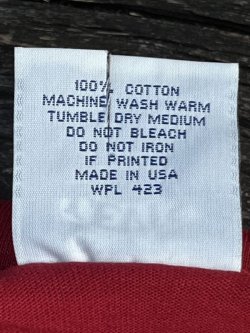 100% COTTON
MACHINE WASH WARM
TUMBLE DRY MEDIUM
DO NOT BLEACH
DO NOT IRON
IF PRINTED
MADE IN USA
WPL 423